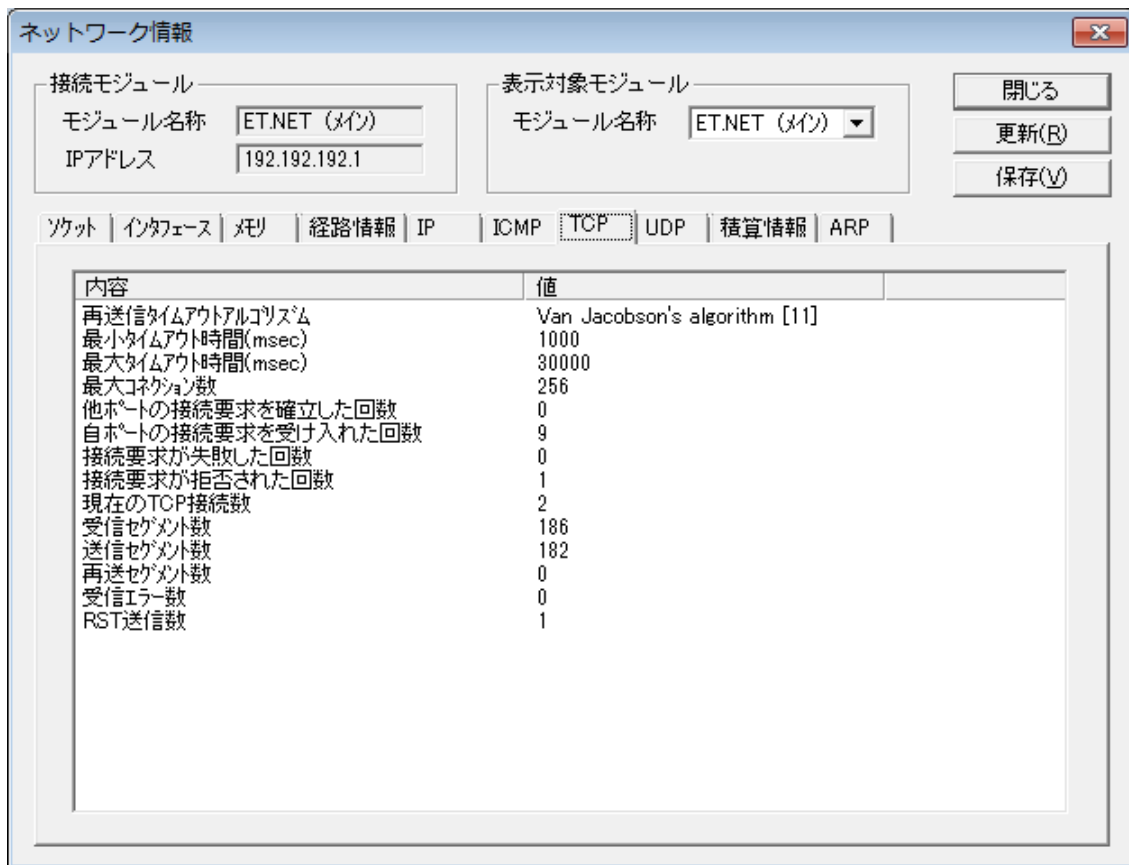 ネットワーク情報
接続モジュール
モジュール名称 ET.NET（ﾒｲﾝ）
IPアドレス 192.192.192.1
表示対象モジュール
モジュール名称 ET.NET（ﾒｲﾝ）
閉じる
更新(R)
保存(V)
ｿｹｯﾄ ｲﾝﾀﾌｪｰｽ ﾒﾓﾘ 経路情報 IP ICMP TCP UDP 積算情報 ARP
内容 値
再送信ﾀｲﾑｱｳﾄｱﾙｺﾞﾘｽﾞﾑ Van Jacobson's algorithm [11]
最小ﾀｲﾑｱｳﾄ時間(msec) 1000
最大ﾀｲﾑｱｳﾄ時間(msec) 30000
最大ｺﾈｸｼｮﾝ数 256
他ﾎﾟｰﾄの接続要求を確立した回数 0
自ポートの接続要求を受け入れた回数 9
接続要求が失敗した回数 0
接続要求が拒否された回数 1
現在のTCP接続数 2
受信ｾｸﾞﾒﾝﾄ数 186
送信ｾｸﾞﾒﾝﾄ数 182
再送ｾｸﾞﾒﾝﾄ数 0
受信ｴﾗｰ数 0
RST送信数 1